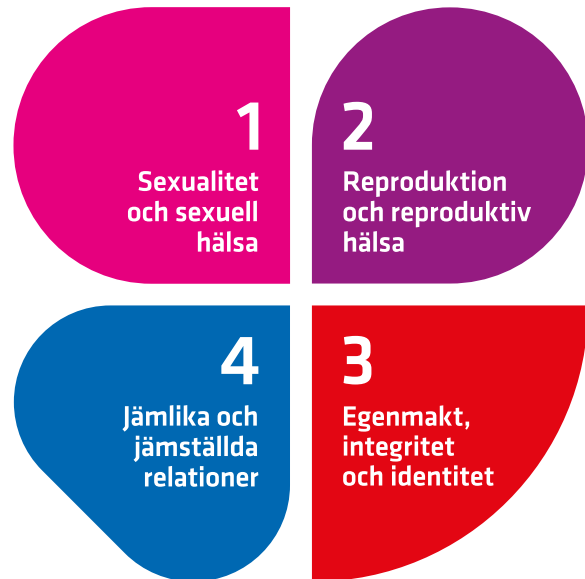 1
Sexualitet
och sexuell
hälsa
2
Reproduktion
och reproduktiv
hälsa
4
Jämlika och
jämställda
relationer
3
Egenmakt,
integritet
och identitet